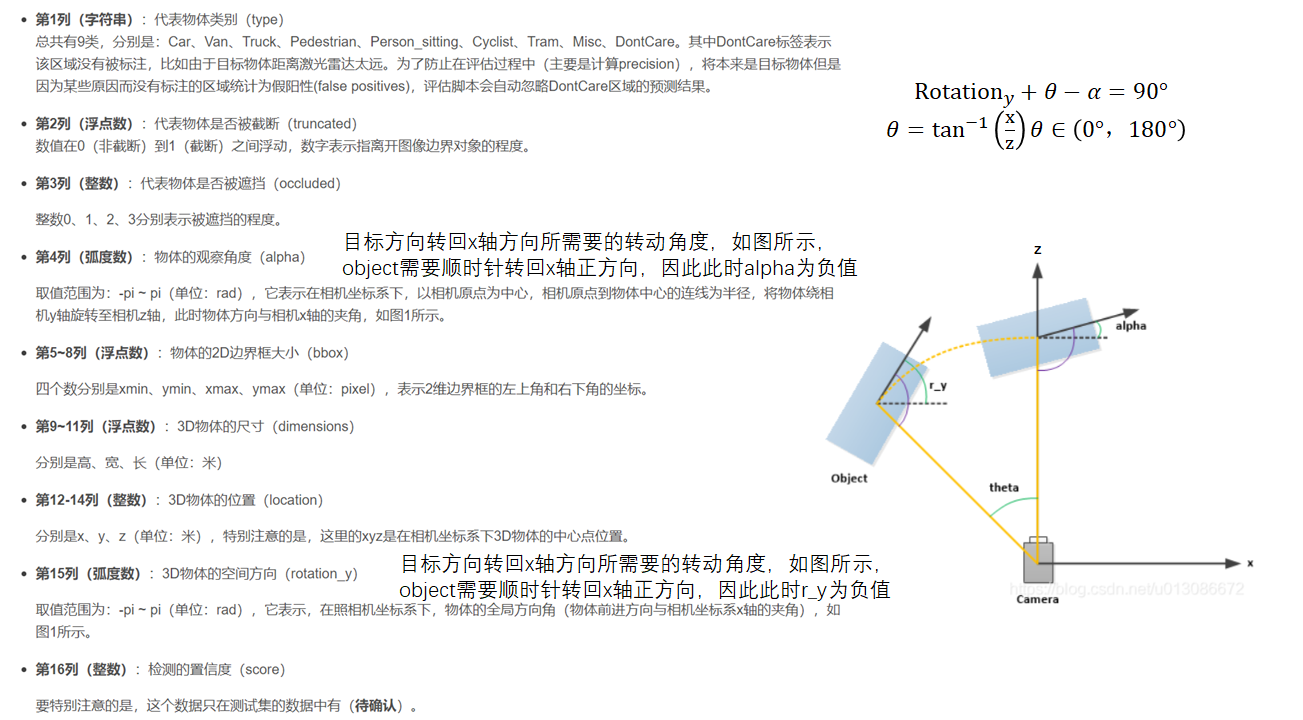 • 第1列（字符串）：代表物体类别（type）
总共有9类，分别是：Car、Van、Truck、Pedestrian、Person_sitting、Cyclist、Tram、Misc、DontCare。其中DontCare标签表示
该区域没有被标注，比如由于目标物体距离激光雷达太远。为了防止在评估过程中（主要是计算precision），将本来是目标物体但是
因为某些原因而没有标注的区域统计为假阳性(false positives)，评估脚本会自动忽略DontCare区域的预测结果。
• 第2列（浮点数）：代表物体是否被截断（truncated）
数值在0（非截断）到1（截断）之间浮动，数字表示指离开图像边界对象的程度。
• 第3列（整数）：代表物体是否被遮挡（occluded）
整数0、1、2、3分别表示被遮挡的程度。
目标方向转回x轴方向所需要的转动角度，如图所示，
object需要顺时针转回x轴正方向，因此此时alpha为负值
• 第4列（弧度数）：物体的观察角度（alpha）
取值范围为：-pi ~ pi（单位：rad），它表示在相机坐标系下，以相机原点为中心，相机原点到物体中心的连线为半径，将物体绕相
机y轴旋转至相机z轴，此时物体方向与相机x轴的夹角，如图1所示。
• 第5~8列（浮点数）：物体的2D边界框大小（bbox）
四个数分别是xmin、ymin、xmax、ymax（单位：pixel），表示2维边界框的左上角和右下角的坐标。
• 第9~11列（浮点数）：3D物体的尺寸（dimensions）
分别是高、宽、长（单位：米）
• 第12-14列（整数）：3D物体的位置（location）
分别是x、y、z（单位：米），特别注意的是，这里的xyz是在相机坐标系下3D物体的中心点位置。
目标方向转回x轴方向所需要的转动角度，如图所示，
object需要顺时针转回x轴正方向，因此此时r_y为负值
• 第15列（弧度数）：3D物体的空间方向（rotation_y）
取值范围为：-pi ~ pi（单位：rad），它表示，在照相机坐标系下，物体的全局方向角（物体前进方向与相机坐标系x轴的夹角），如
图1所示。
• 第16列（整数）：检测的置信度（score）
要特别注意的是，这个数据只在测试集的数据中有（待确认）。
Rotation_y + θ − α = 90°
θ = tan⁻¹(x/z) θ ∈ (0°，180°)
z
alpha
r_y
Object
theta
x
Camera
https://blog.csdn.net/u013086672